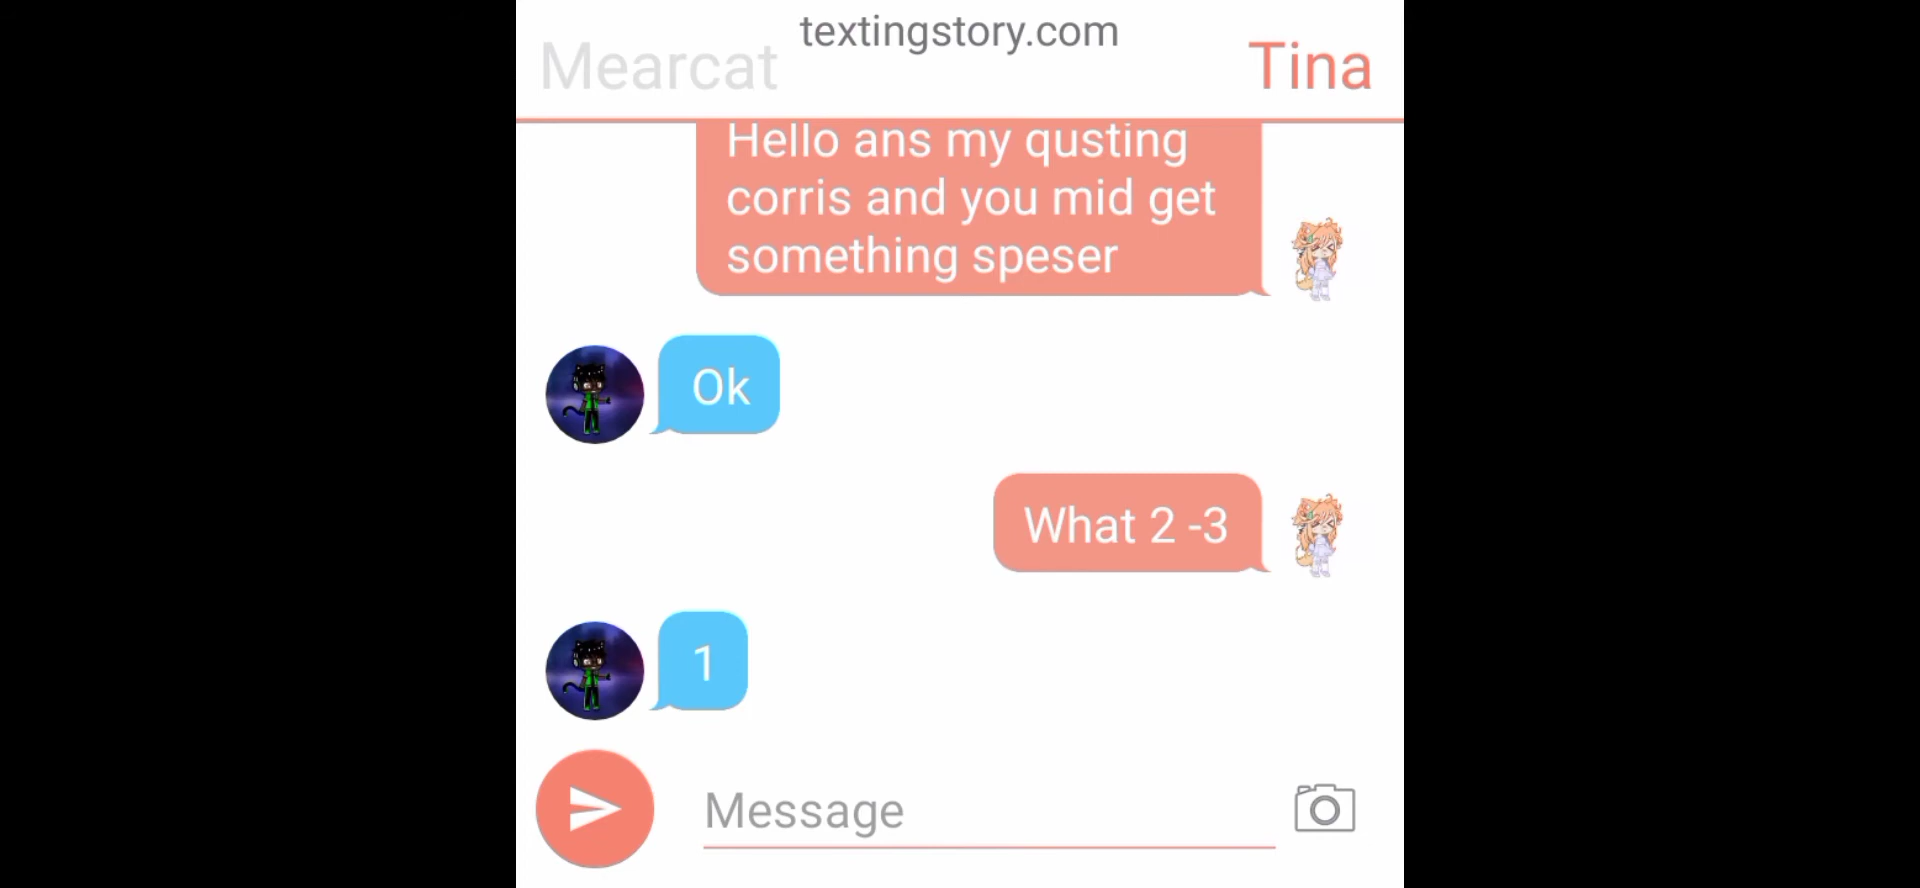 textingstory.com
Mearcat
Tina
Hello ans my qusting
corris and you mid get
something speser
Ok
What 2 -3
1
Message